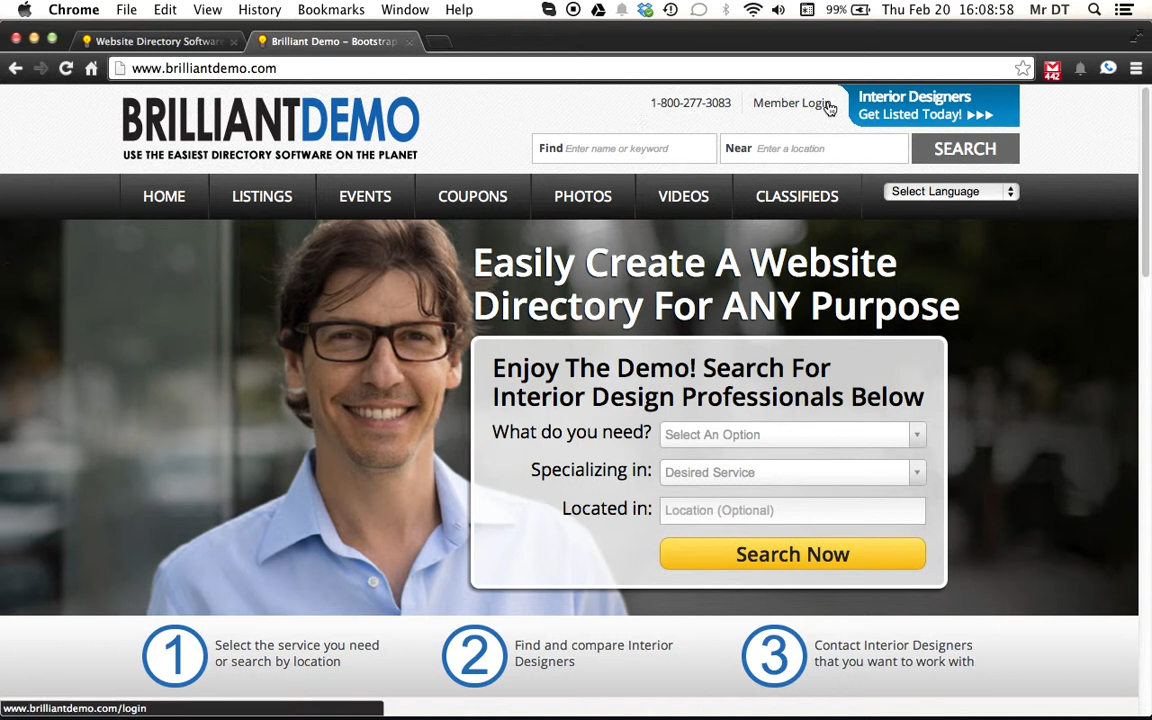 Chrome File Edit View History Bookmarks Window Help 99% Thu Feb 20 16:08:58 Mr DT
Website Directory Softwar
Brilliant Demo – Bootstrap
www.brilliantdemo.com
442
BRILLIANTDEMO
USE THE EASIEST DIRECTORY SOFTWARE ON THE PLANET
1-800-277-3083 Member Login
Interior Designers
Get Listed Today! ▶▶▶
Find Enter name or keyword
Near Enter a location
SEARCH
HOME LISTINGS EVENTS COUPONS PHOTOS VIDEOS CLASSIFIEDS
Select Language
Easily Create A Website
Directory For ANY Purpose
Enjoy The Demo! Search For
Interior Design Professionals Below
What do you need? Select An Option
Specializing in: Desired Service
Located in: Location (Optional)
Search Now
1 Select the service you need
or search by location
2 Find and compare Interior
Designers
3 Contact Interior Designers
that you want to work with
www.brilliantdemo.com/login